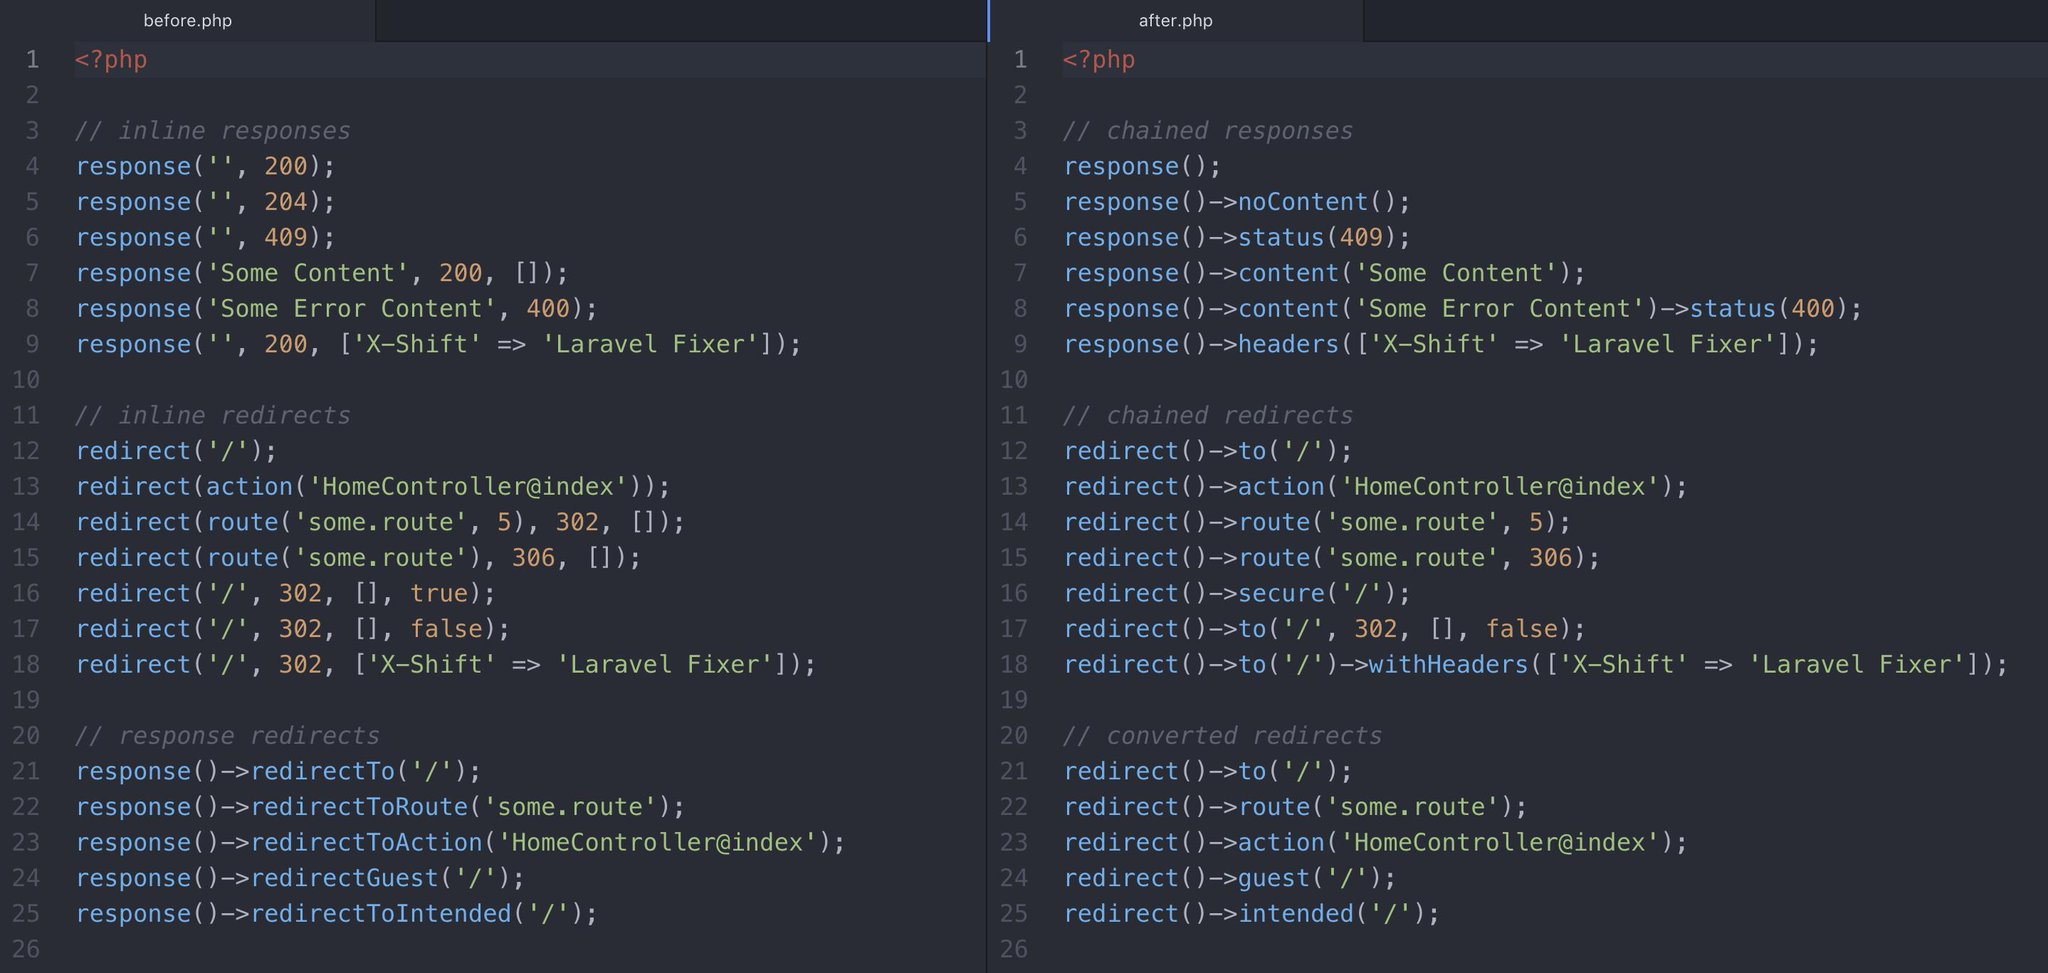 before.php
1 <?php
2
3 // inline responses
4 response('', 200);
5 response('', 204);
6 response('', 409);
7 response('Some Content', 200, []);
8 response('Some Error Content', 400);
9 response('', 200, ['X-Shift' => 'Laravel Fixer']);
10
11 // inline redirects
12 redirect('/');
13 redirect(action('HomeController@index'));
14 redirect(route('some.route', 5), 302, []);
15 redirect(route('some.route'), 306, []);
16 redirect('/', 302, [], true);
17 redirect('/', 302, [], false);
18 redirect('/', 302, ['X-Shift' => 'Laravel Fixer']);
19
20 // response redirects
21 response()->redirectTo('/');
22 response()->redirectToRoute('some.route');
23 response()->redirectToAction('HomeController@index');
24 response()->redirectGuest('/');
25 response()->redirectToIntended('/');
26
after.php
1 <?php
2
3 // chained responses
4 response();
5 response()->noContent();
6 response()->status(409);
7 response()->content('Some Content');
8 response()->content('Some Error Content')->status(400);
9 response()->headers(['X-Shift' => 'Laravel Fixer']);
10
11 // chained redirects
12 redirect()->to('/');
13 redirect()->action('HomeController@index');
14 redirect()->route('some.route', 5);
15 redirect()->route('some.route', 306);
16 redirect()->secure('/');
17 redirect()->to('/', 302, [], false);
18 redirect()->to('/')->withHeaders(['X-Shift' => 'Laravel Fixer']);
19
20 // converted redirects
21 redirect()->to('/');
22 redirect()->route('some.route');
23 redirect()->action('HomeController@index');
24 redirect()->guest('/');
25 redirect()->intended('/');
26